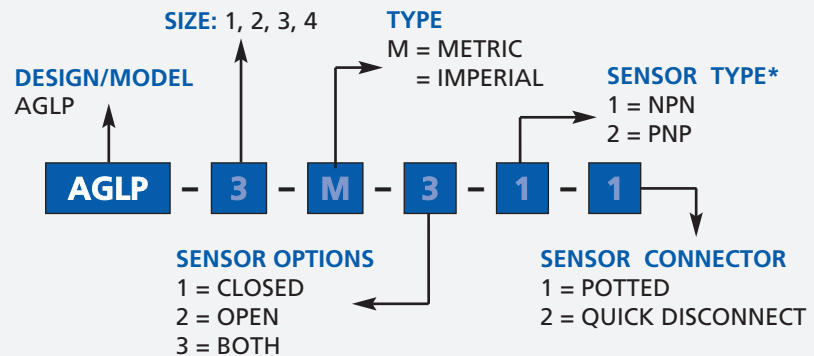 SIZE: 1, 2, 3, 4
TYPE
M = METRIC
= IMPERIAL
DESIGN/MODEL
AGLP
SENSOR TYPE*
1 = NPN
2 = PNP
AGLP - 3 - M - 3 - 1 - 1
SENSOR OPTIONS
1 = CLOSED
2 = OPEN
3 = BOTH
SENSOR CONNECTOR
1 = POTTED
2 = QUICK DISCONNECT